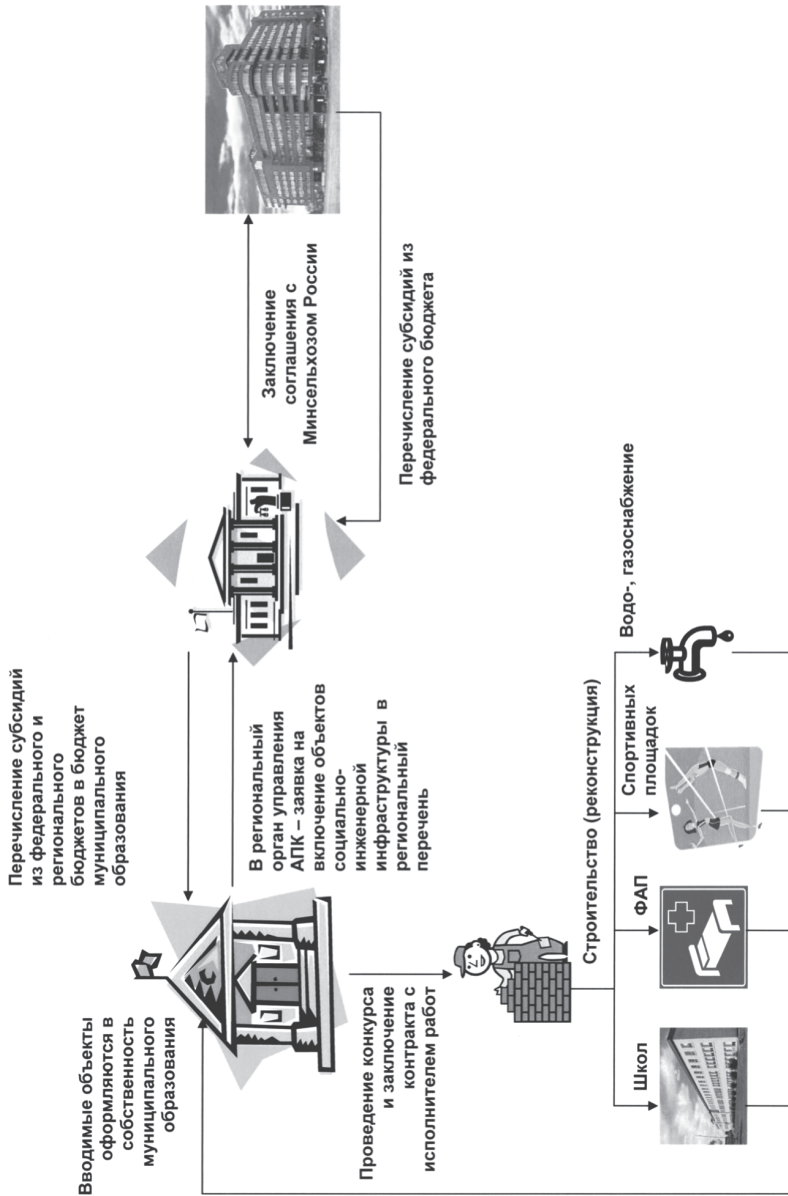 Вводимые объекты
оформляются в
собственность
муниципального
образования
Перечисление субсидий
из федерального и
регионального
бюджетов в бюджет
муниципального
образования
В региональный
орган управления
АПК – заявка на
включение объектов
социально-
инженерной
инфраструктуры в
региональный
перечень
Заключение
соглашения с
Минсельхозом России
Перечисление субсидий из
федерального бюджета
Проведение конкурса
и заключение
контракта с
исполнителем работ
Строительство (реконструкция)
Школ
ФАП
Спортивных
площадок
Водо-, газоснабжение